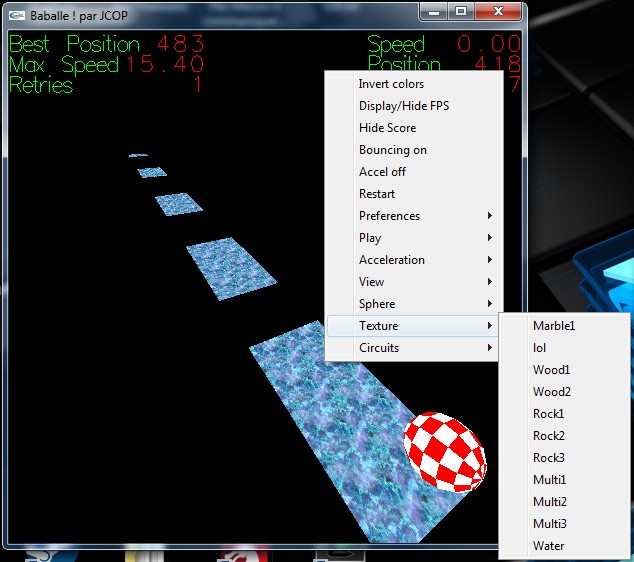 Baballe ! par JCOP
Best Position 483
Speed 0.00
Max Speed 15.40
Position 418
Retries 1
7
Invert colors
Display/Hide FPS
Hide Score
Bouncing on
Accel off
Restart
Preferences
Play
Acceleration
View
Sphere
Texture
Circuits
Marble1
lol
Wood1
Wood2
Rock1
Rock2
Rock3
Multi1
Multi2
Multi3
Water